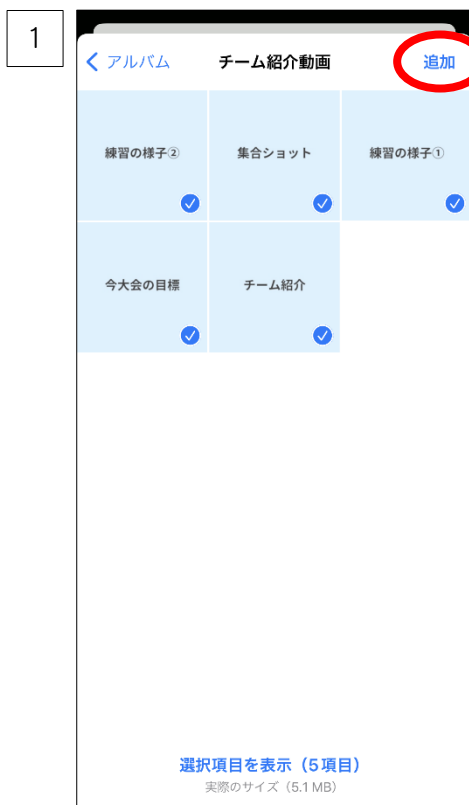 1
アルバム チーム紹介動画 追加
練習の様子② 集合ショット 練習の様子①
今大会の目標 チーム紹介
選択項目を表示（5項目）
実際のサイズ（5.1 MB）